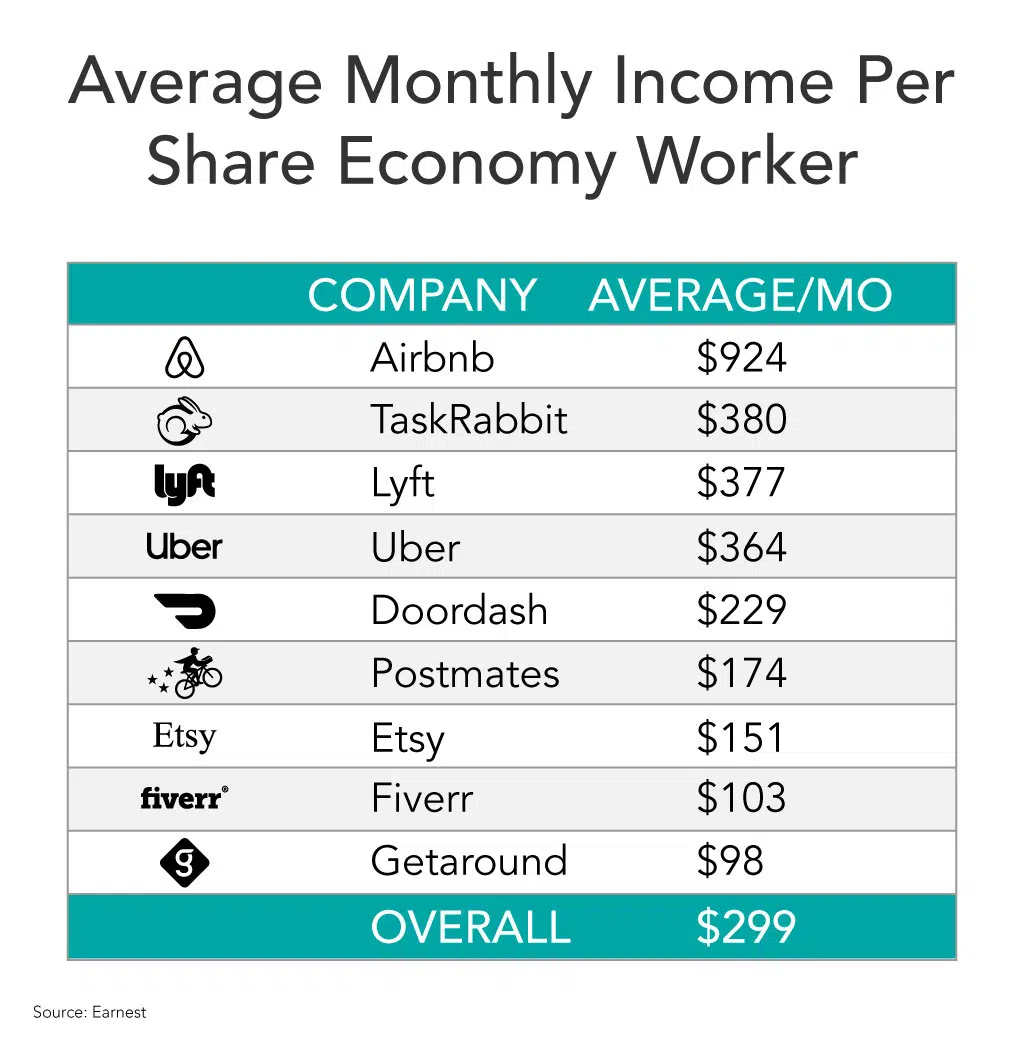 Average Monthly Income Per
Share Economy Worker
COMPANY AVERAGE/MO
Airbnb $924
TaskRabbit $380
lyft Lyft $377
Uber Uber $364
Doordash $229
Postmates $174
Etsy Etsy $151
fiverr® Fiverr $103
g Getaround $98
OVERALL $299
Source: Earnest